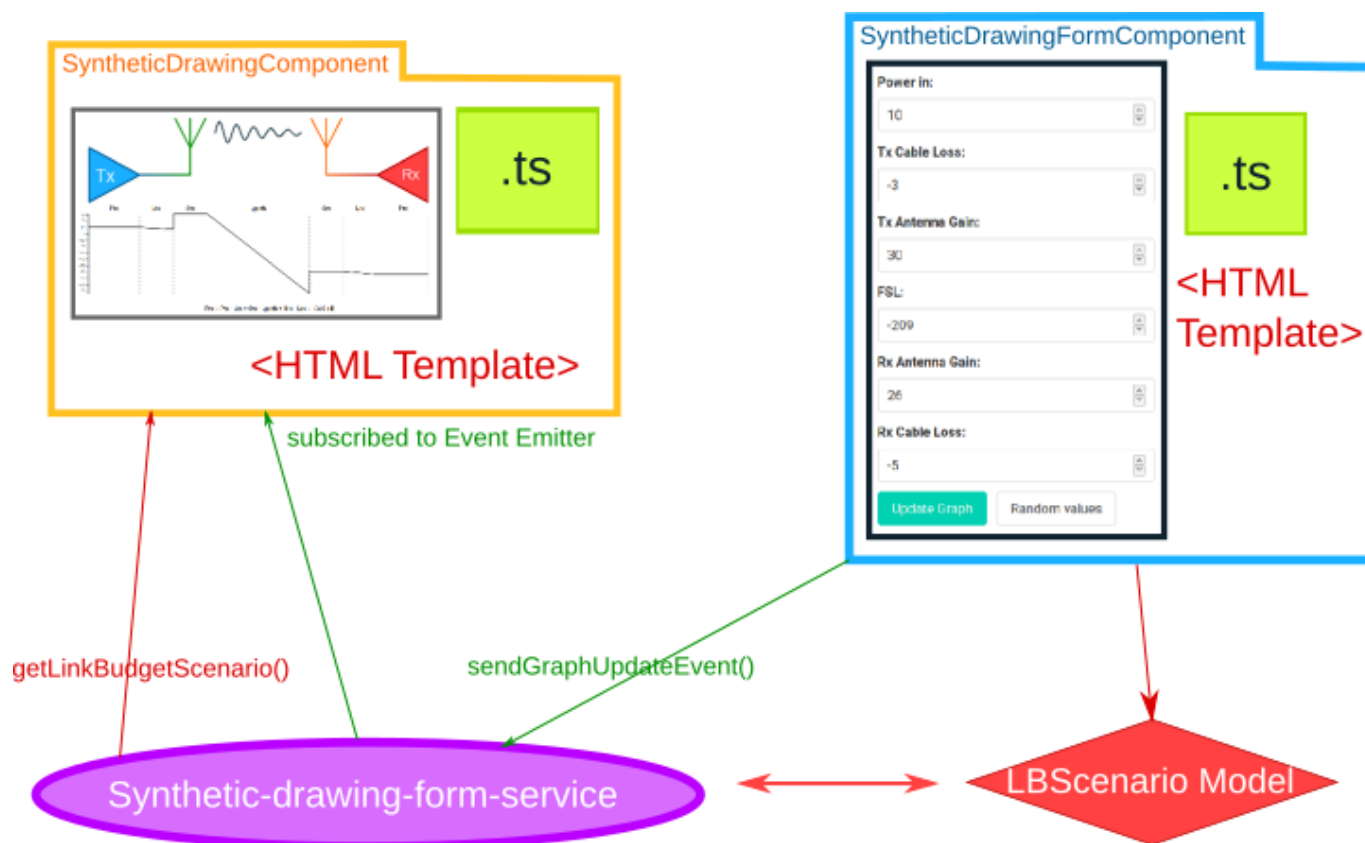 SyntheticDrawingComponent
Tx
Rx
.ts
<HTML Template>
subscribed to Event Emitter
SyntheticDrawingFormComponent
Power in:
10
Tx Cable Loss:
-3
Tx Antenna Gain:
30
FSL:
-209
Rx Antenna Gain:
26
Rx Cable Loss:
-5
Update Graph
Random values
.ts
<HTML
Template>
getLinkBudgetScenario()
sendGraphUpdateEvent()
Synthetic-drawing-form-service
LBScenario Model